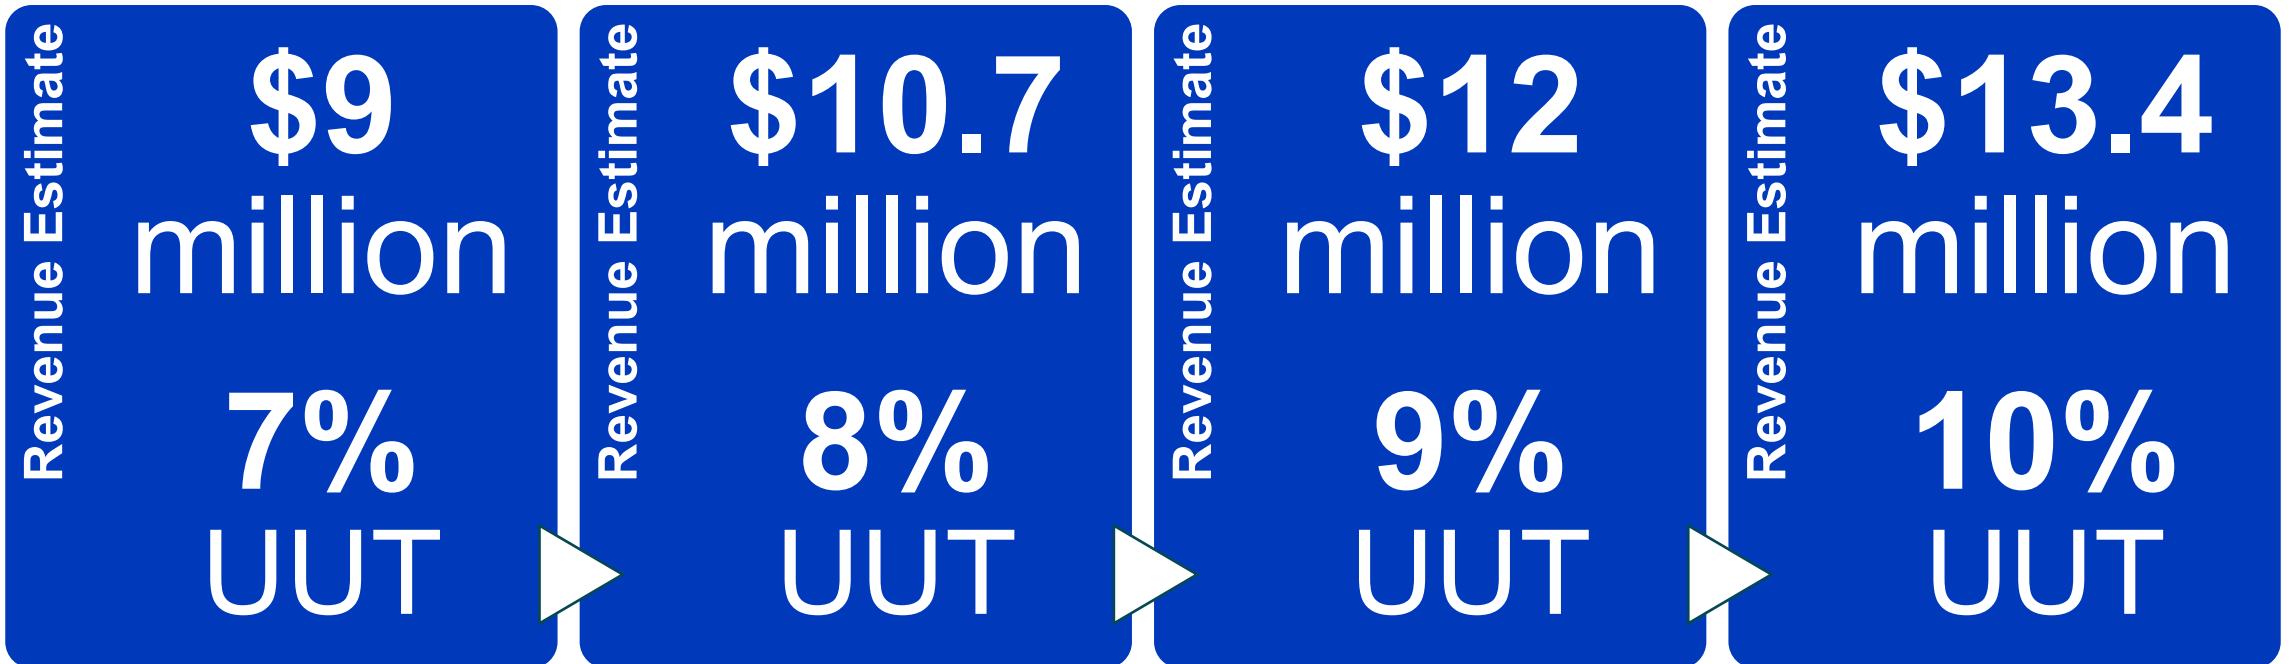 Revenue Estimate
$9
million
7%
UUT
Revenue Estimate
$10.7
million
8%
UUT
Revenue Estimate
$12
million
9%
UUT
Revenue Estimate
$13.4
million
10%
UUT